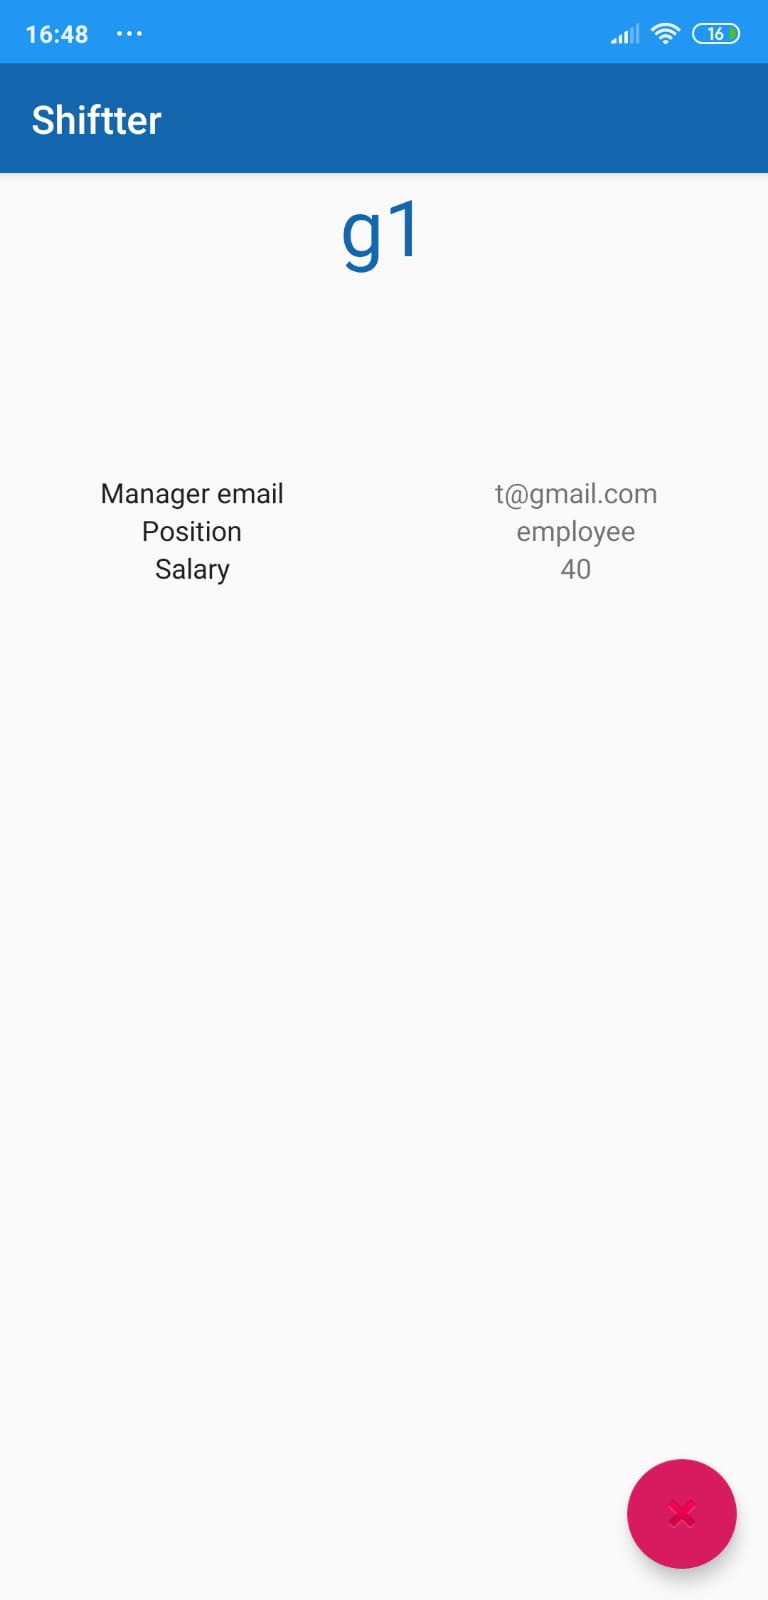 16:48 ... 16
Shiftter
g1
Manager email t@gmail.com
Position employee
Salary 40